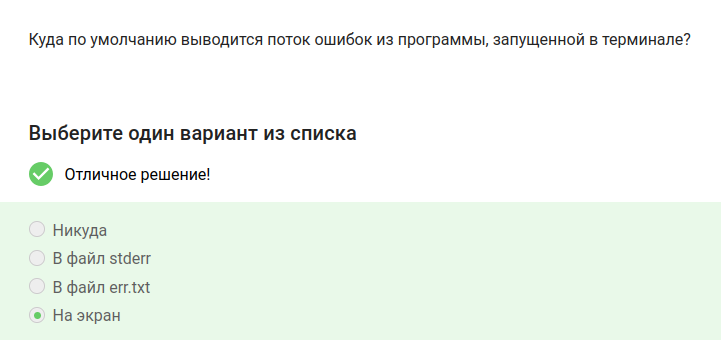 Куда по умолчанию выводится поток ошибок из программы, запущенной в терминале?
Выберите один вариант из списка
Отличное решение!
Никуда
В файл stderr
В файл err.txt
На экран